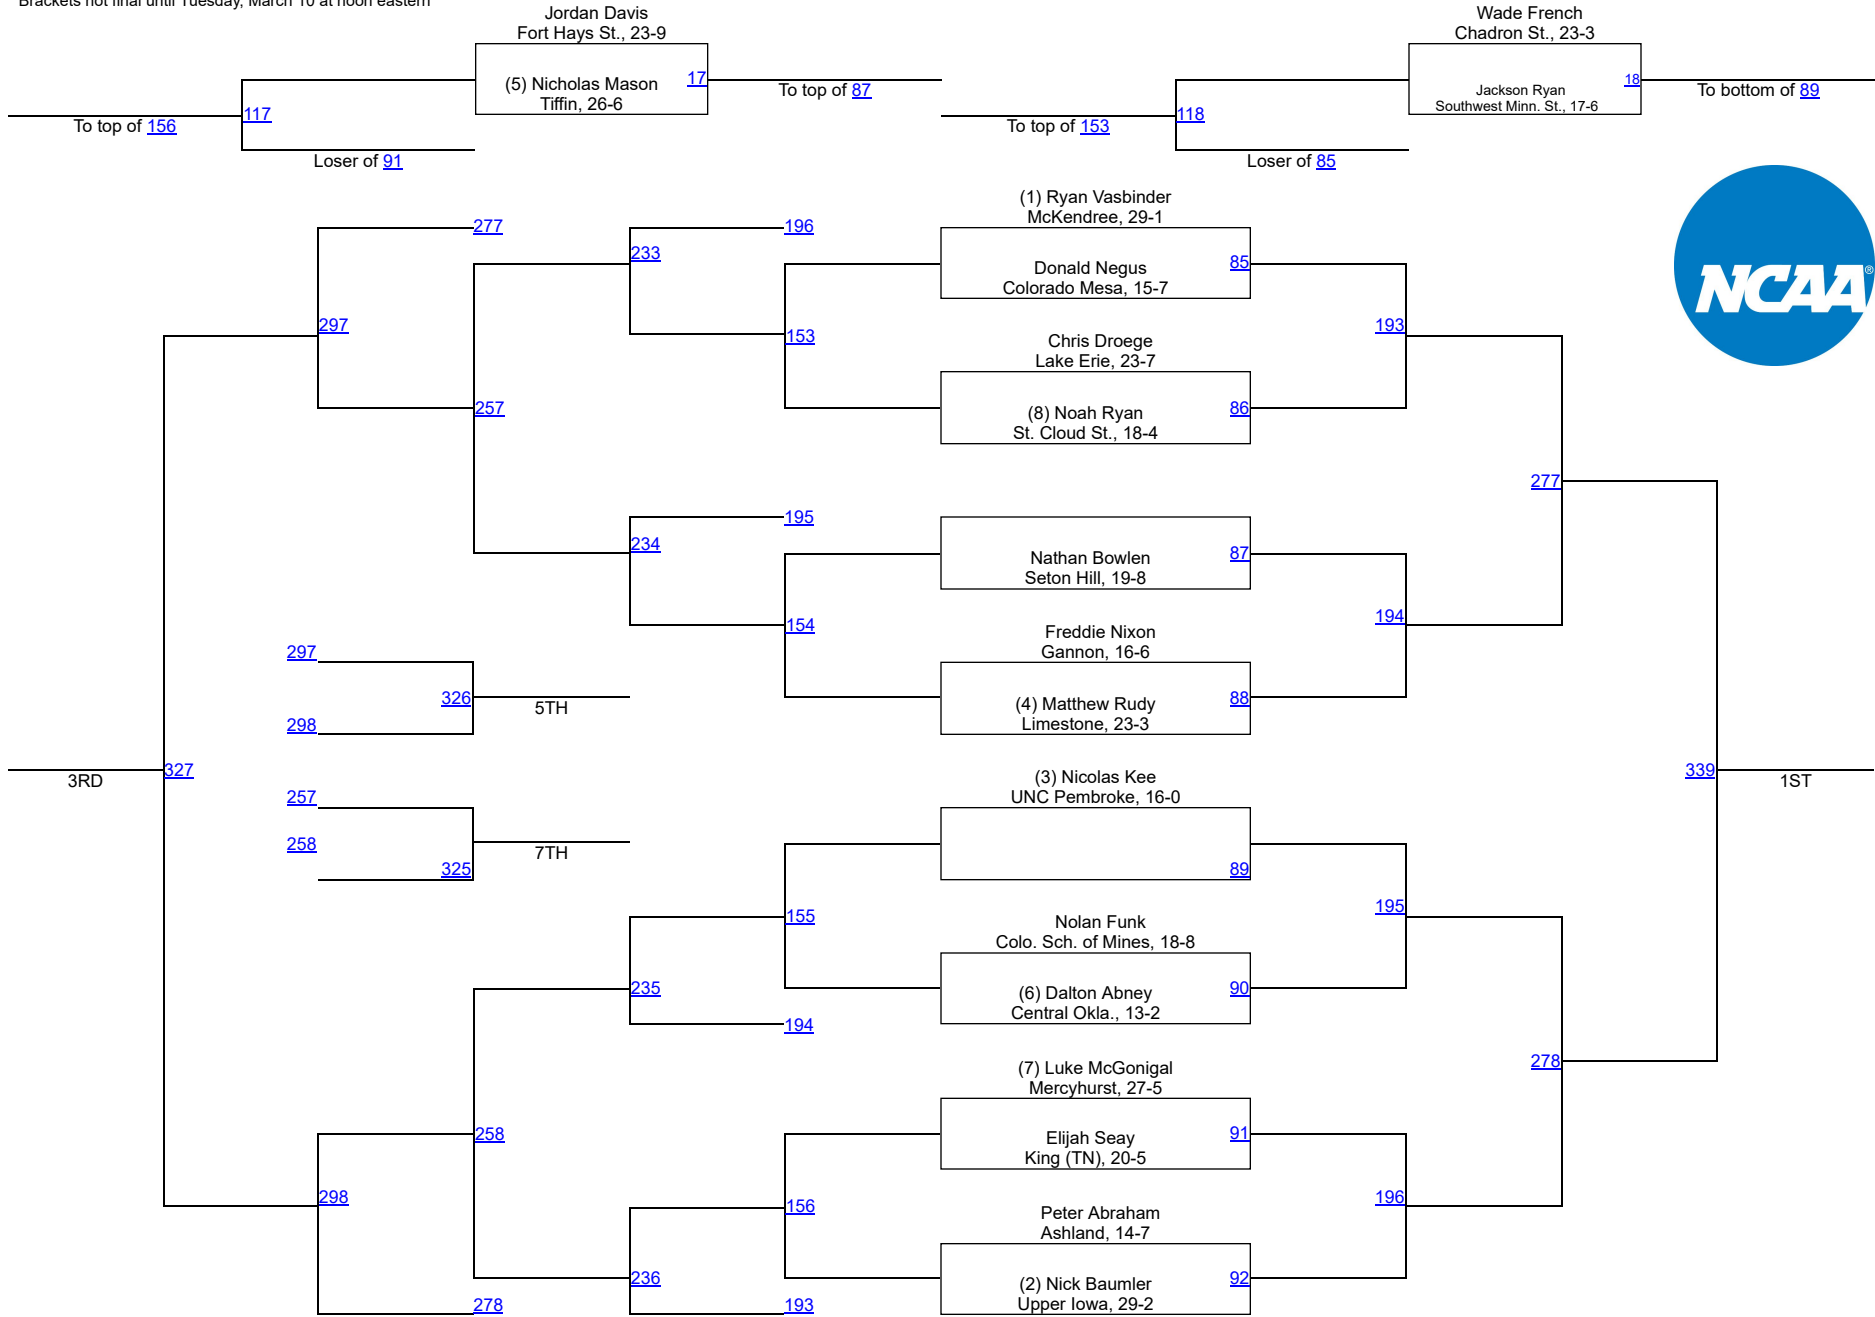 Brackets not final until Tuesday, March 10 at noon eastern
Jordan Davis
Fort Hays St., 23-9
(5) Nicholas Mason
Tiffin, 26-6
17
To top of 87
117
To top of 156
Loser of 91
Wade French
Chadron St., 23-3
Jackson Ryan
Southwest Minn. St., 17-6
18
To bottom of 89
118
To top of 153
Loser of 85
NCAA®
(1) Ryan Vasbinder
McKendree, 29-1
Donald Negus
Colorado Mesa, 15-7
85
Chris Droege
Lake Erie, 23-7
(8) Noah Ryan
St. Cloud St., 18-4
86
Nathan Bowlen
Seton Hill, 19-8
87
Freddie Nixon
Gannon, 16-6
(4) Matthew Rudy
Limestone, 23-3
88
(3) Nicolas Kee
UNC Pembroke, 16-0
89
Nolan Funk
Colo. Sch. of Mines, 18-8
(6) Dalton Abney
Central Okla., 13-2
90
(7) Luke McGonigal
Mercyhurst, 27-5
Elijah Seay
King (TN), 20-5
91
Peter Abraham
Ashland, 14-7
(2) Nick Baumler
Upper Iowa, 29-2
92
193
194
195
196
277
278
339
1ST
277
233
196
297
153
257
195
234
154
297
326
5TH
298
3RD
327
257
258
325
7TH
155
235
194
258
298
156
236
278
193